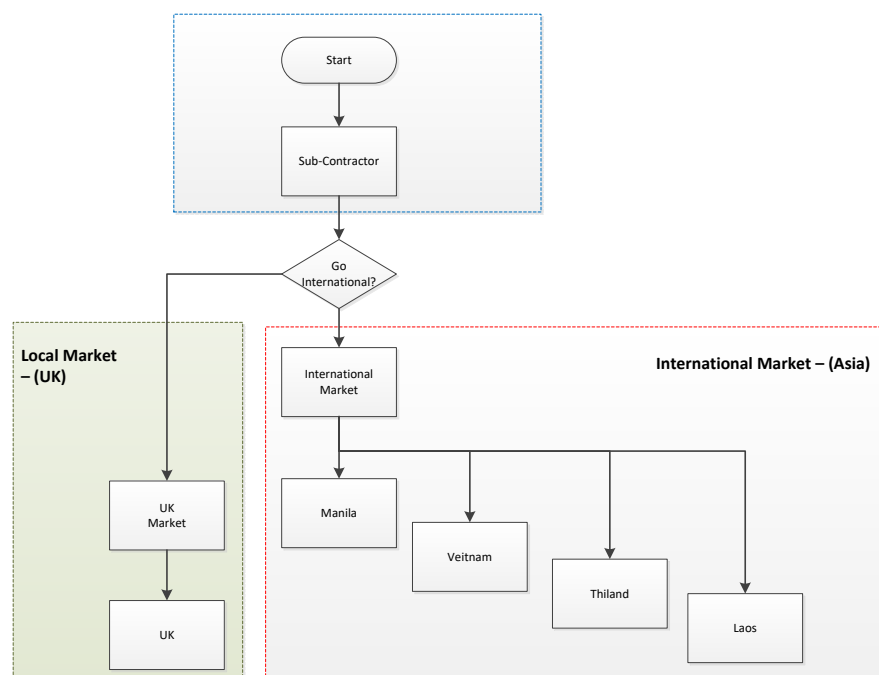 Start
Sub-Contractor
Go
International?
Local Market
– (UK)
International Market – (Asia)
International
Market
UK
Market
Manila
Veitnam
Thiland
Laos
UK